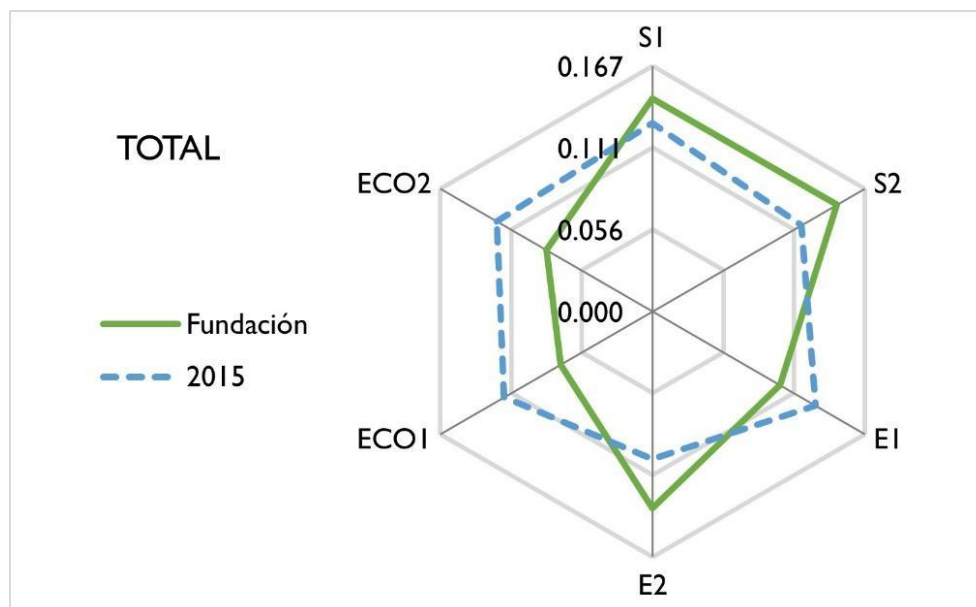 TOTAL
S1
0.167
0.111
0.056
0.000
ECO2
S2
Fundación
2015
ECO1
E1
E2